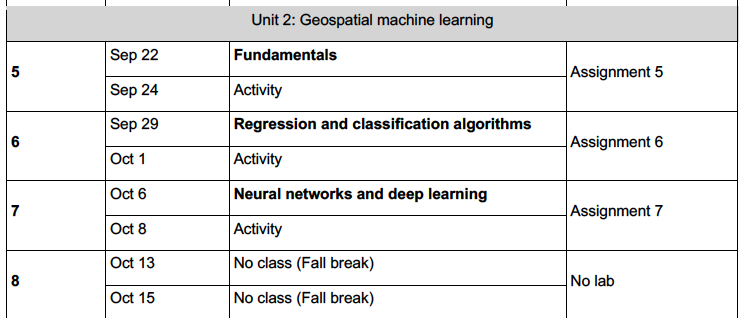 Unit 2: Geospatial machine learning
5
Sep 22
Fundamentals
Assignment 5
Sep 24
Activity
6
Sep 29
Regression and classification algorithms
Assignment 6
Oct 1
Activity
7
Oct 6
Neural networks and deep learning
Assignment 7
Oct 8
Activity
8
Oct 13
No class (Fall break)
No lab
Oct 15
No class (Fall break)